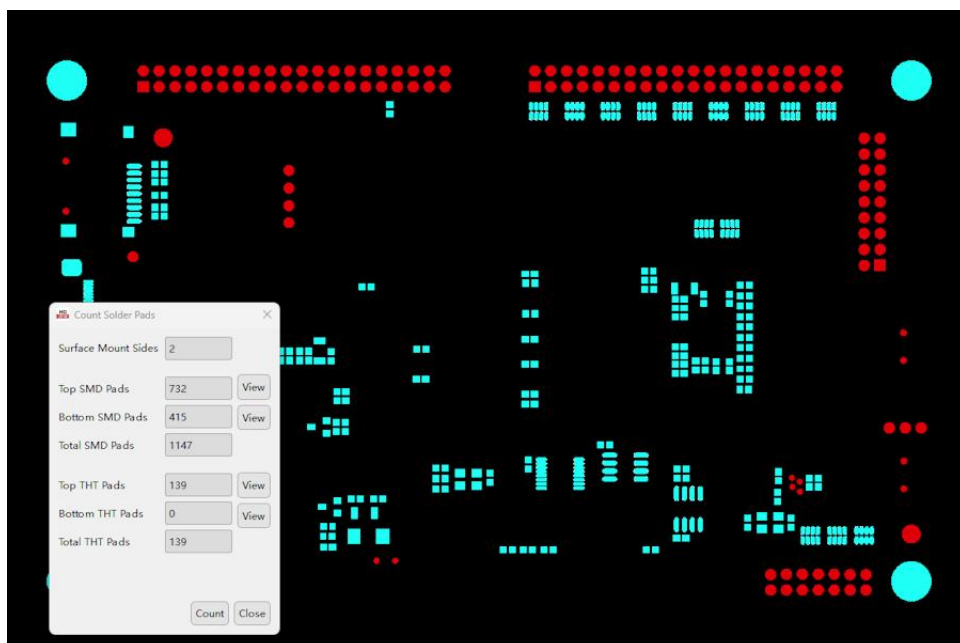 Count Solder Pads
Surface Mount Sides 2
Top SMD Pads 732 View
Bottom SMD Pads 415 View
Total SMD Pads 1147
Top THT Pads 139 View
Bottom THT Pads 0 View
Total THT Pads 139
Count Close